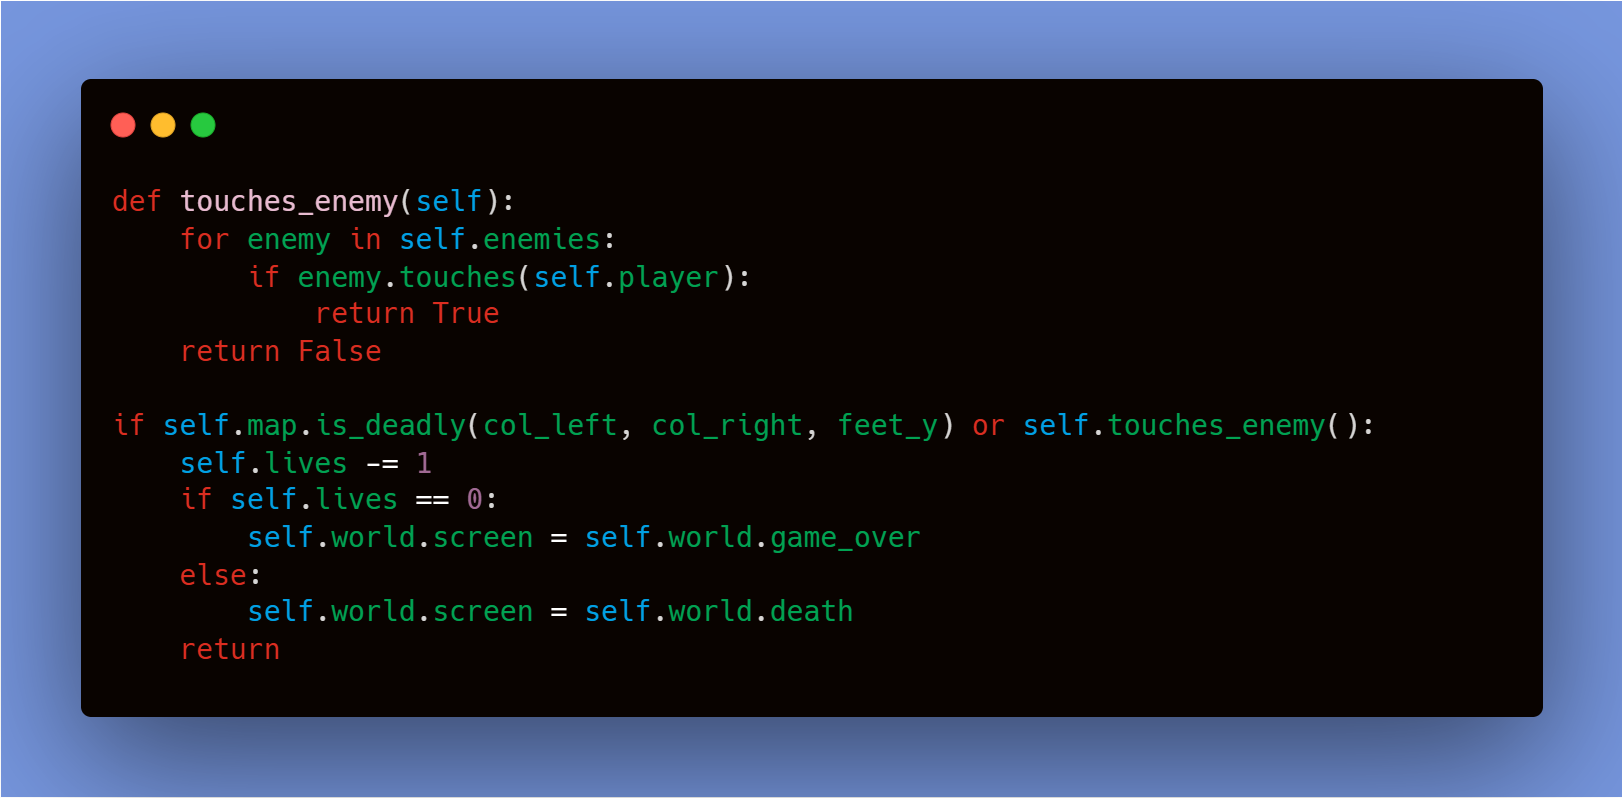 def touches_enemy(self):
    for enemy in self.enemies:
        if enemy.touches(self.player):
            return True
    return False

if self.map.is_deadly(col_left, col_right, feet_y) or self.touches_enemy():
    self.lives -= 1
    if self.lives == 0:
        self.world.screen = self.world.game_over
    else:
        self.world.screen = self.world.death
    return